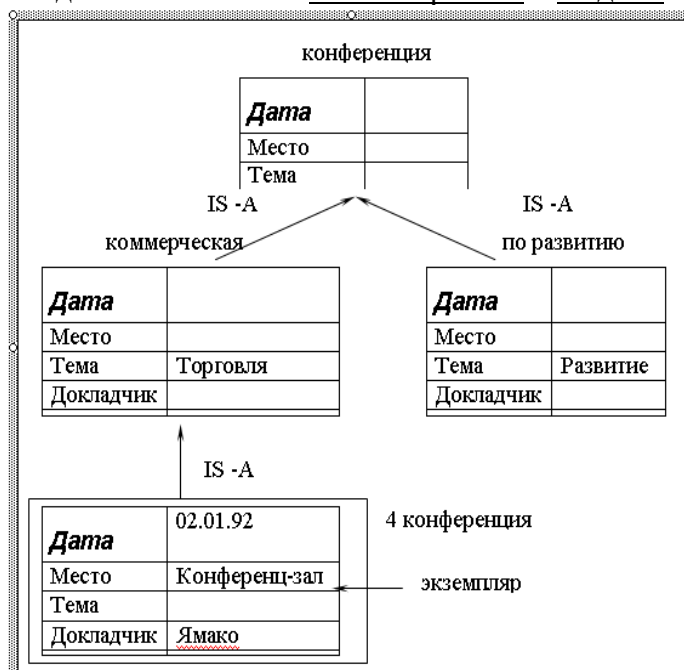 конференция
Дата
Место
Тема
IS -A IS -A
коммерческая по развитию
Дата Дата
Место Место
Тема Торговля Тема Развитие
Докладчик Докладчик
IS -A
02.01.92 4 конференция
Дата
Место Конференц-зал экземпляр
Тема
Докладчик Ямако